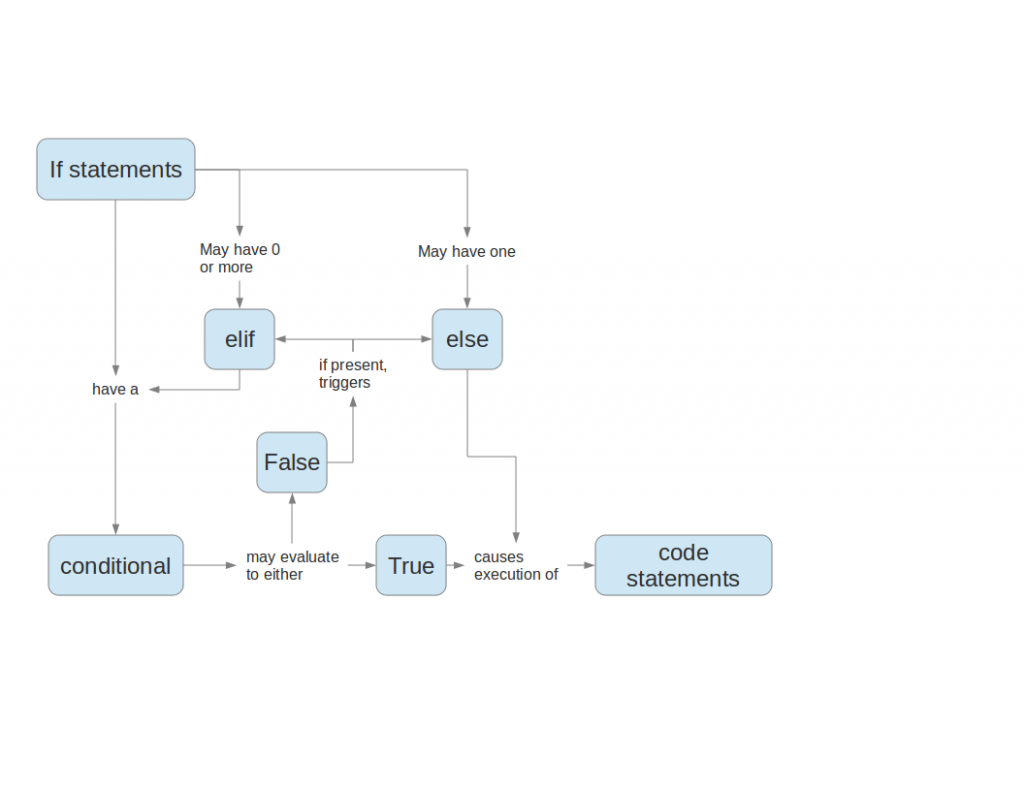 If statements
May have 0
or more
May have one
elif
else
if present,
triggers
have a
False
conditional
may evaluate
to either
True
causes
execution of
code
statements